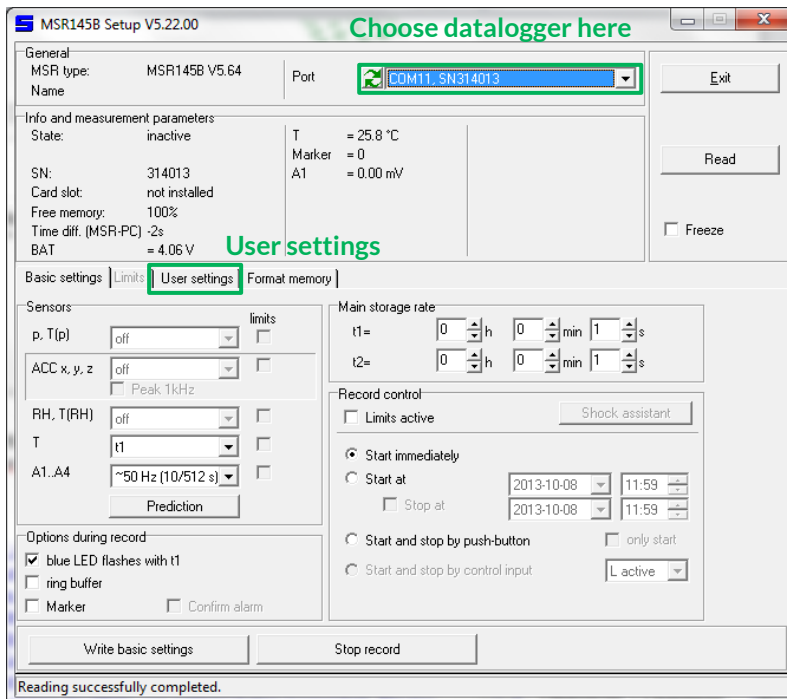 MSR145B Setup V5.22.00
Choose datalogger here
General
MSR type: MSR145B V5.64 Port COM11, SN314013
Name
Exit
Info and measurement parameters
State: inactive T = 25.8 °C
Marker = 0
SN: 314013 A1 = 0.00 mV
Read
Card slot: not installed
Free memory: 100%
Time diff. (MSR-PC) -2s
Freeze
BAT = 4.06 V
User settings
Basic settings Limits User settings Format memory
Sensors limits
p, T(p) off
ACC x, y, z off
Peak 1kHz
RH, T(RH) off
T t1
A1..A4 ~50 Hz (10/512 s)
Prediction
Main storage rate
t1= 0 h 0 min 1 s
t2= 0 h 0 min 1 s
Record control
Limits active Shock assistant
Start immediately
Start at 2013-10-08 11:59
Stop at 2013-10-08 11:59
Start and stop by push-button only start
Start and stop by control input L active
Options during record
blue LED flashes with t1
ring buffer
Marker Confirm alarm
Write basic settings Stop record
Reading successfully completed.